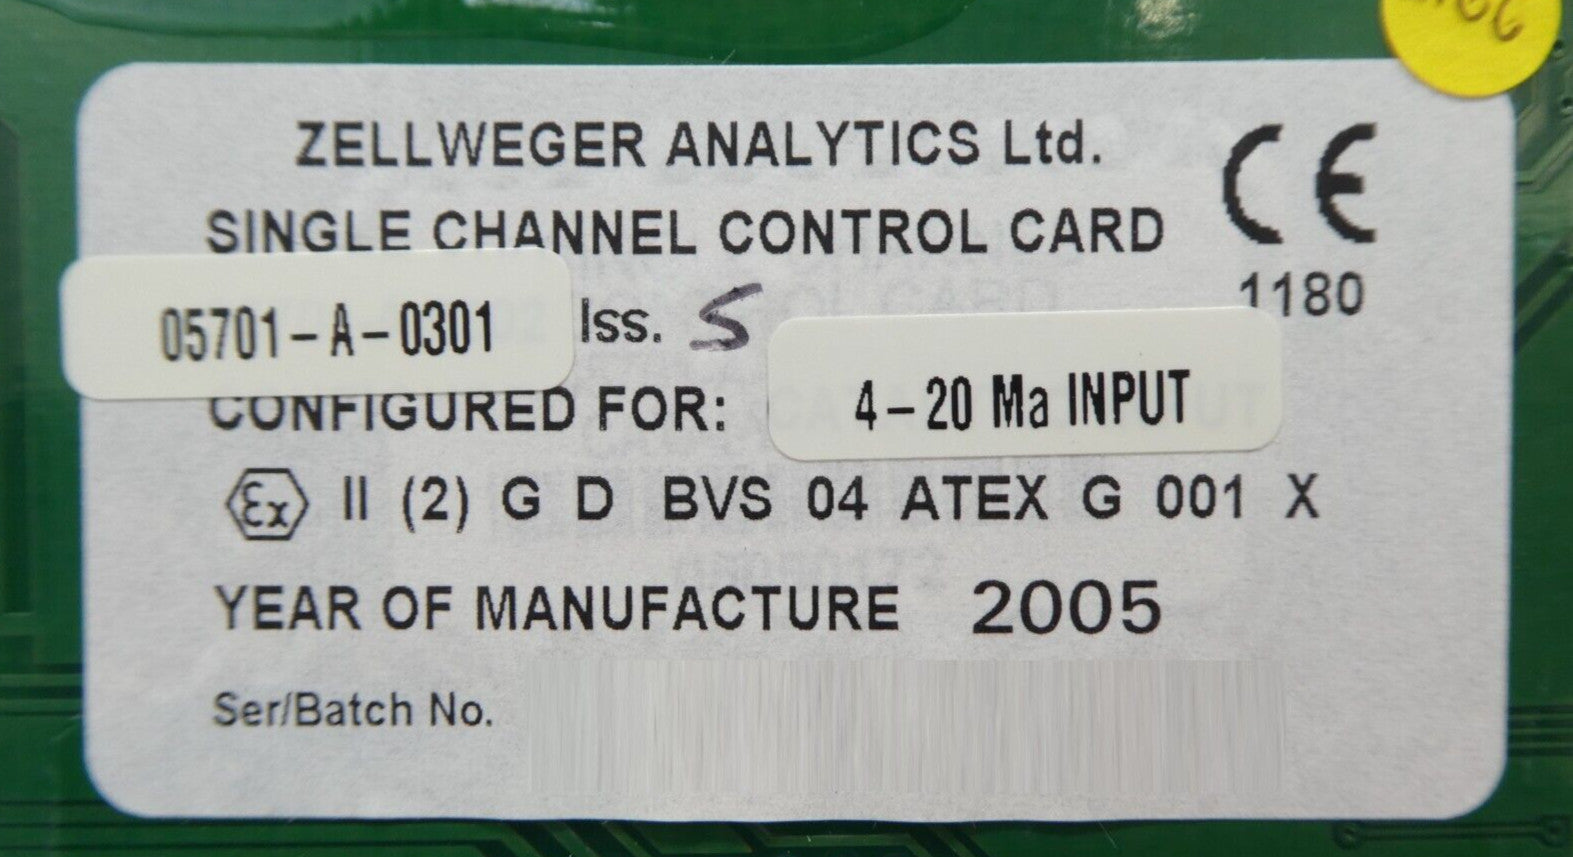 ZELLWEGER ANALYTICS Ltd.
SINGLE CHANNEL CONTROL CARD
CE
1180
05701-A-0301 Iss. 5
CONFIGURED FOR: 4-20 Ma INPUT
Ex II (2) G D BVS 04 ATEX G 001 X
YEAR OF MANUFACTURE 2005
Ser/Batch No.